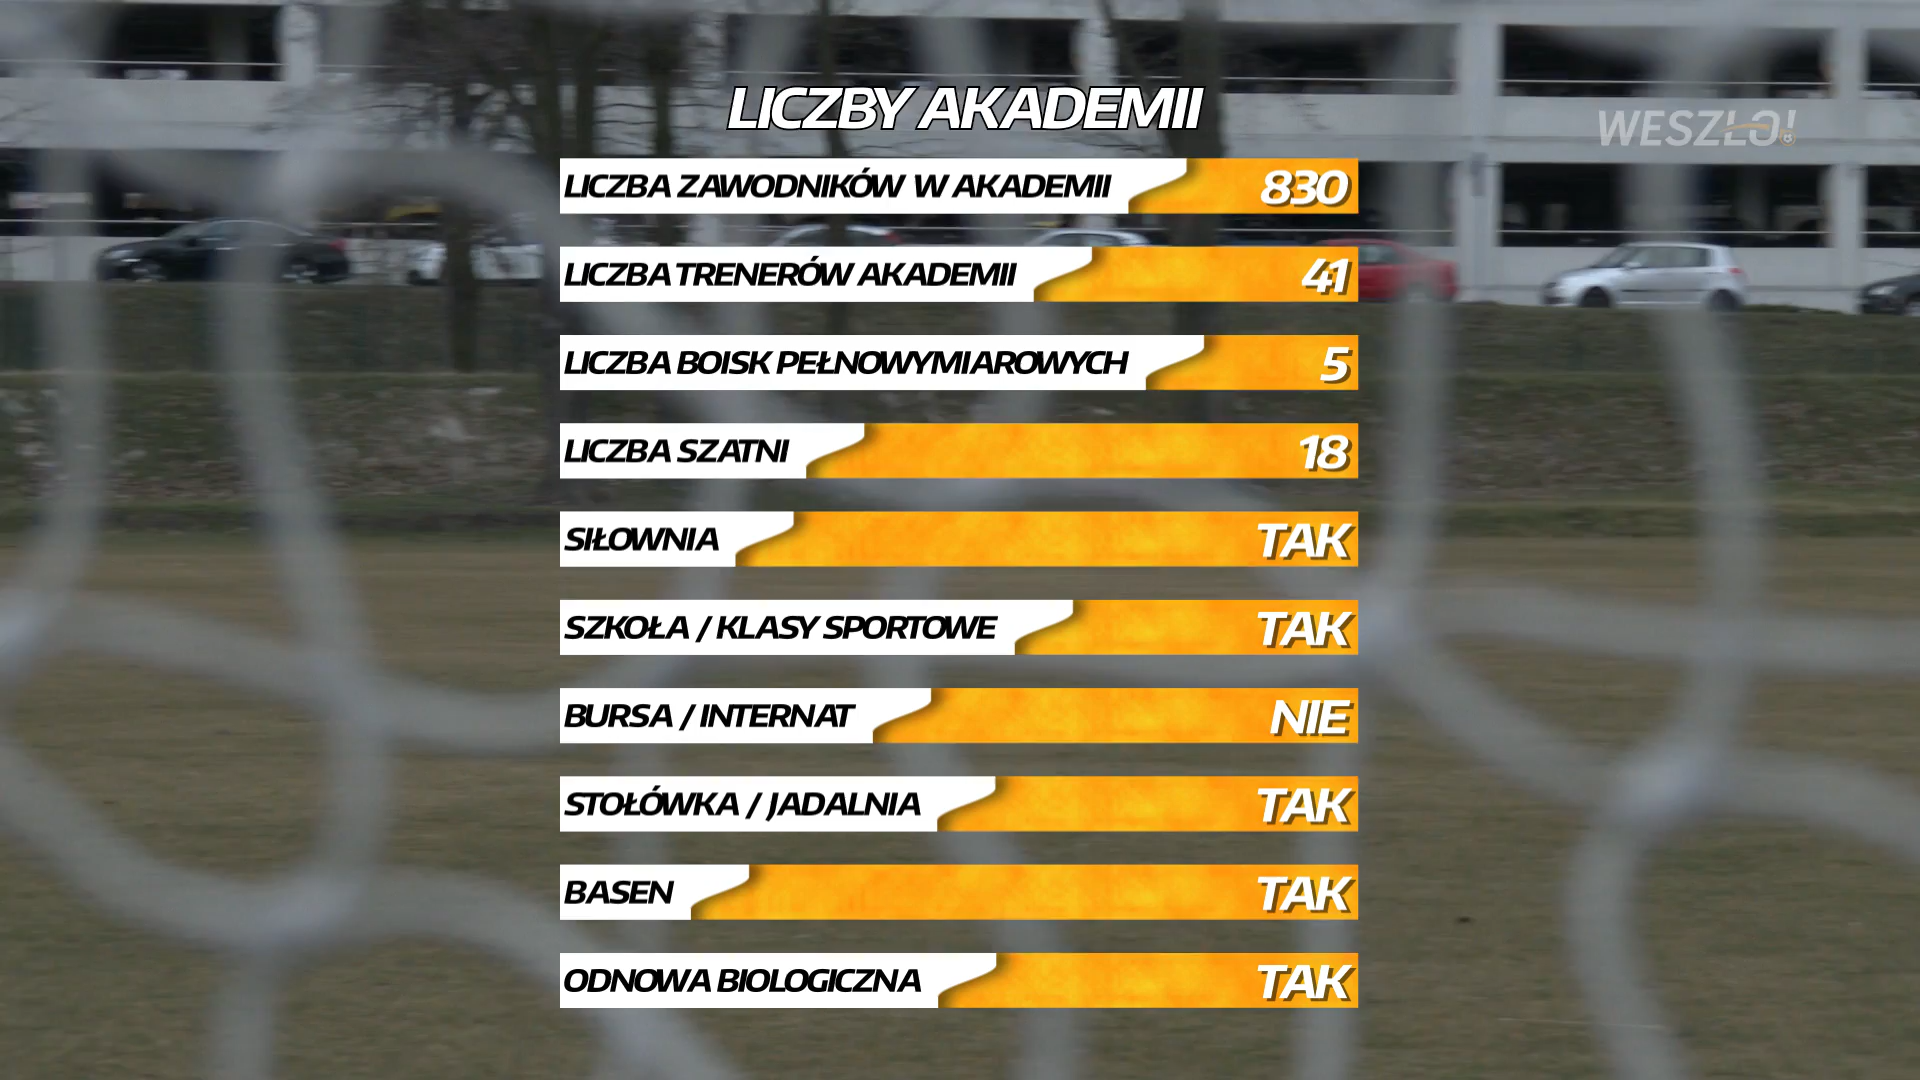 LICZBY AKADEMII
WESZŁO!
LICZBA ZAWODNIKÓW W AKADEMII 830
LICZBA TRENERÓW AKADEMII 41
LICZBA BOISK PEŁNOWYMIAROWYCH 5
LICZBA SZATNI 18
SIŁOWNIA TAK
SZKOŁA / KLASY SPORTOWE TAK
BURSA / INTERNAT NIE
STOŁÓWKA / JADALNIA TAK
BASEN TAK
ODNOWA BIOLOGICZNA TAK